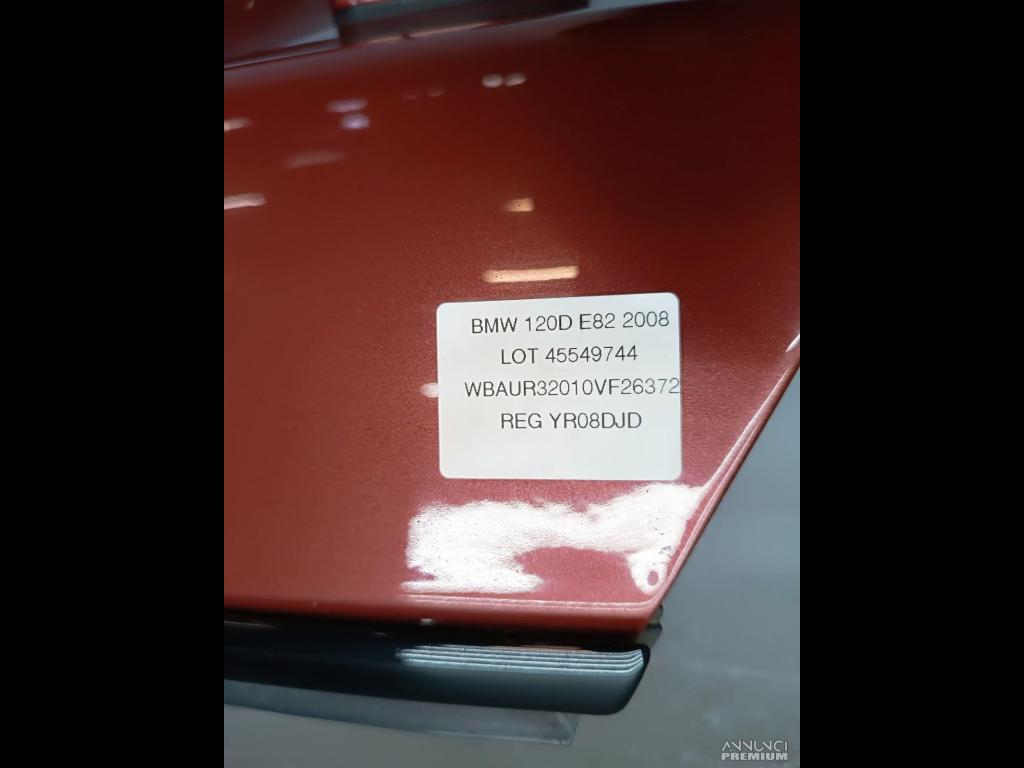 BMW 120D E82 2008
LOT 45549744
WBAUR32010VF26372
REG YR08DJD
ANNUNCI
PREMIUM